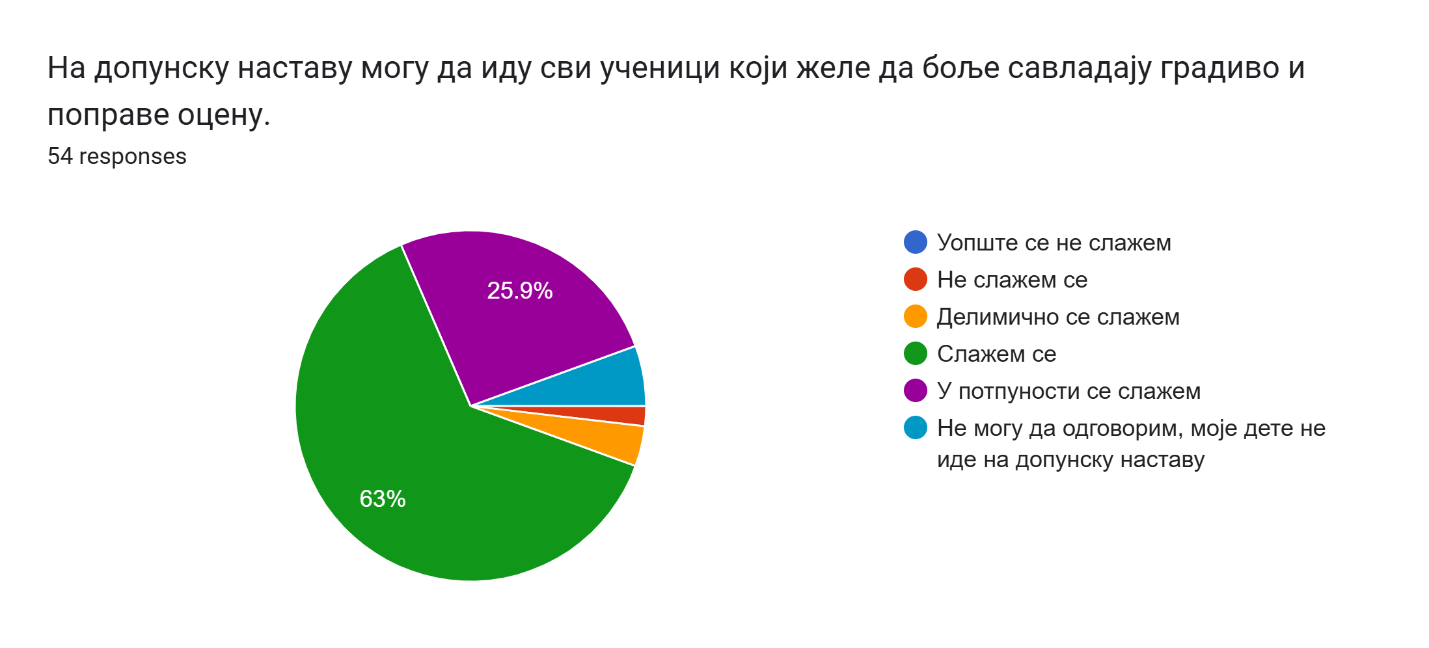 На допунску наставу могу да иду сви ученици који желе да боље савладају градиво и
поправе оцену.
54 responses
25.9%
63%
Уопште се не слажем
Не слажем се
Делимично се слажем
Слажем се
У потпуности се слажем
Не могу да одговорим, моје дете не
иде на допунску наставу